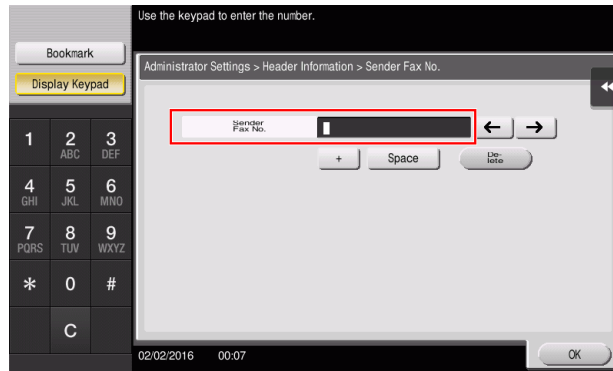 Use the keypad to enter the number.
Bookmark
Display Keypad
Administrator Settings > Header Information > Sender Fax No.
Sender
Fax No.
← →
+ Space De-
lete
1 2 3
ABC DEF
4 5 6
GHI JKL MNO
7 8 9
PQRS TUV WXYZ
* 0 #
C
02/02/2016 00:07
OK